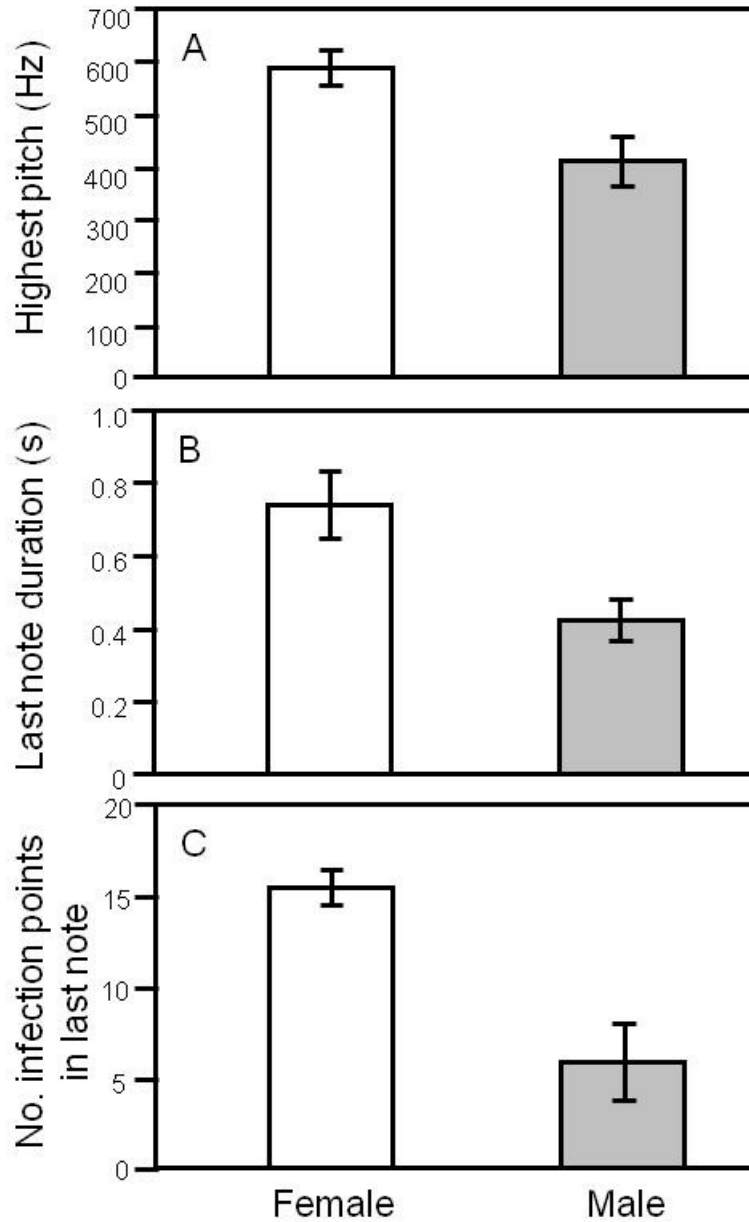 Highest pitch (Hz)
A
700
600
500
400
300
200
100
0
Last note duration (s)
B
1.0
0.8
0.6
0.4
0.2
0
No. infection points
in last note
C
20
15
10
5
0
Female Male